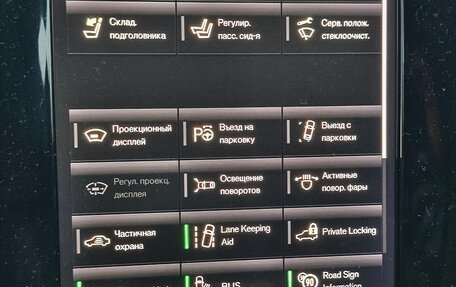 Склад.
подголовника
Регулир.
пасс. сид-я
Серв. полож.
стеклоочист.
Проекционный
дисплей
Въезд на
парковку
Выезд с
парковки
Регул. проекц.
дисплея
Освещение
поворотов
Активные
повор. фары
Частичная
охрана
Lane Keeping
Aid
Private Locking
Road Sign
Information
90